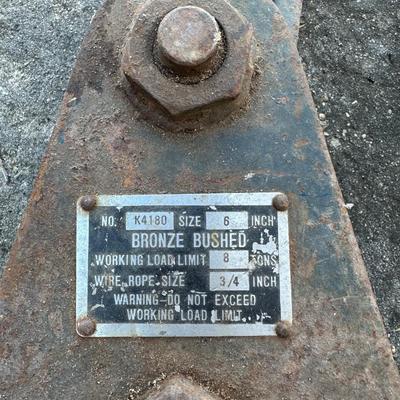 NO. K4180 SIZE 6 INCH
BRONZE BUSHED
WORKING LOAD LIMIT 8 TONS
WIRE ROPE SIZE 3/4 INCH
WARNING-DO NOT EXCEED
WORKING LOAD LIMIT